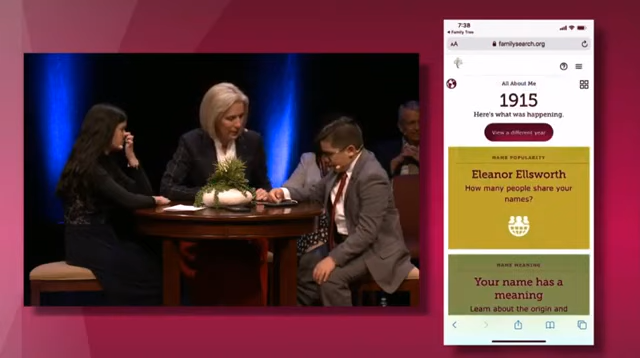 7:38
Family Tree
AA
familysearch.org
All About Me
1915
Here's what was happening.
View a different year
NAME POPULARITY
Eleanor Ellsworth
How many people share your
names?
NAME MEANING
Your name has a
meaning
Learn about the origin and